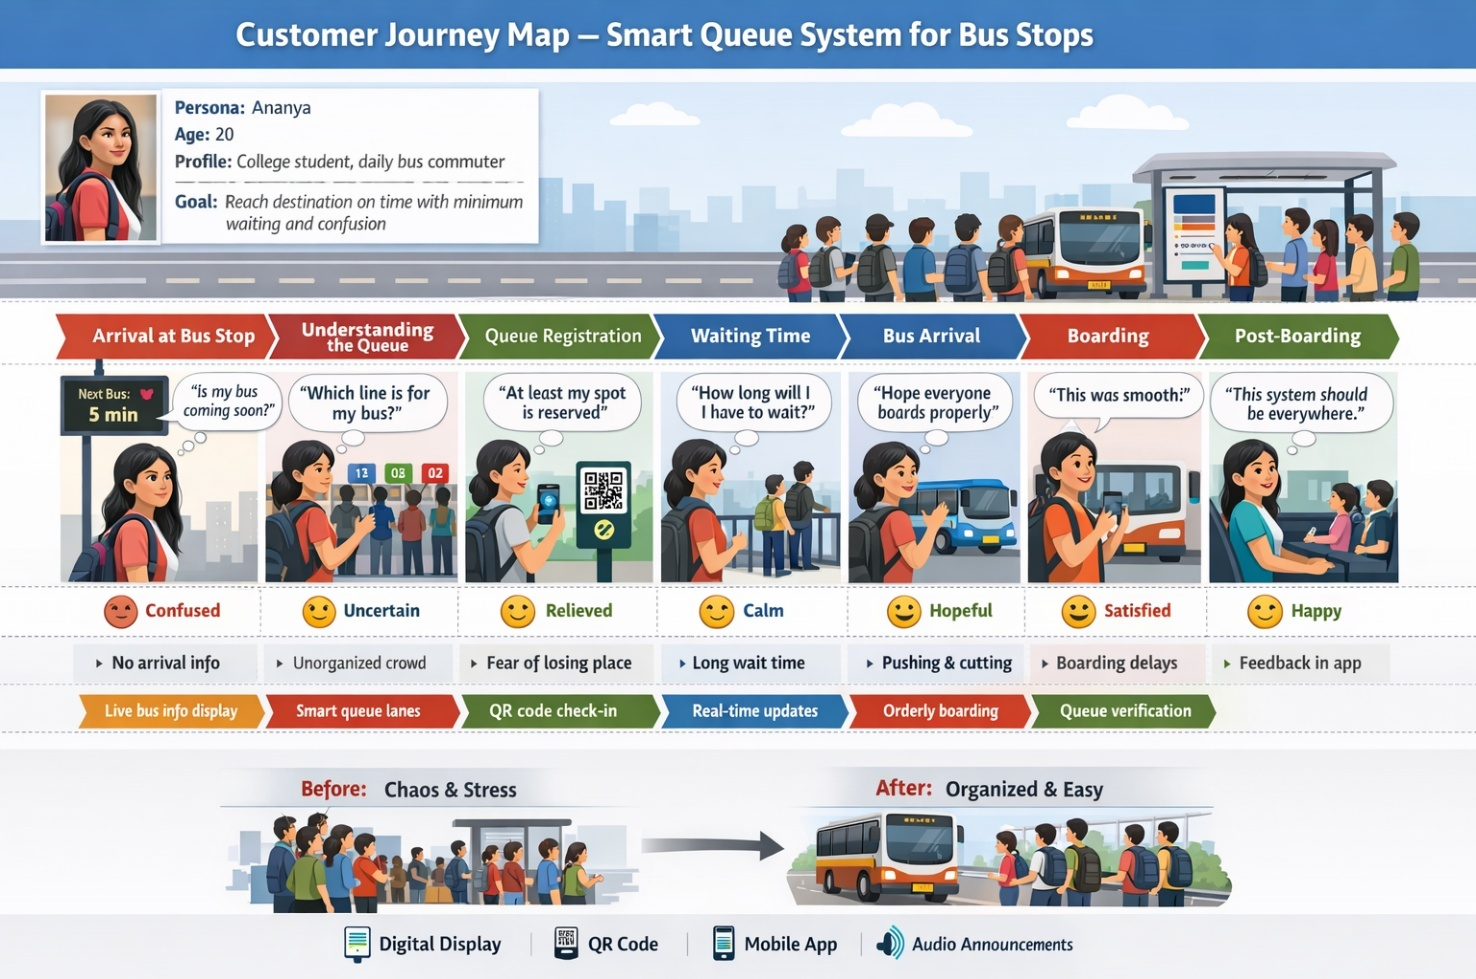 Customer Journey Map – Smart Queue System for Bus Stops
Persona: Ananya
Age: 20
Profile: College student, daily bus commuter
Goal: Reach destination on time with minimum
waiting and confusion
Arrival at Bus Stop
Understanding
the Queue
Queue Registration
Waiting Time
Bus Arrival
Boarding
Post-Boarding
Next Bus:
5 min
“Is my bus
coming soon?”
“Which line is for
my bus?”
“At least my spot
is reserved”
“How long will I
I have to wait?”
“Hope everyone
boards properly”
“This was smooth:”
“This system should
be everywhere.”
02
Confused
Uncertain
Relieved
Calm
Hopeful
Satisfied
Happy
No arrival info
Unorganized crowd
Fear of losing place
Long wait time
Pushing & cutting
Boarding delays
Feedback in app
Live bus info display
Smart queue lanes
QR code check-in
Real-time updates
Orderly boarding
Queue verification
Before: Chaos & Stress
After: Organized & Easy
Digital Display
QR Code
Mobile App
Audio Announcements